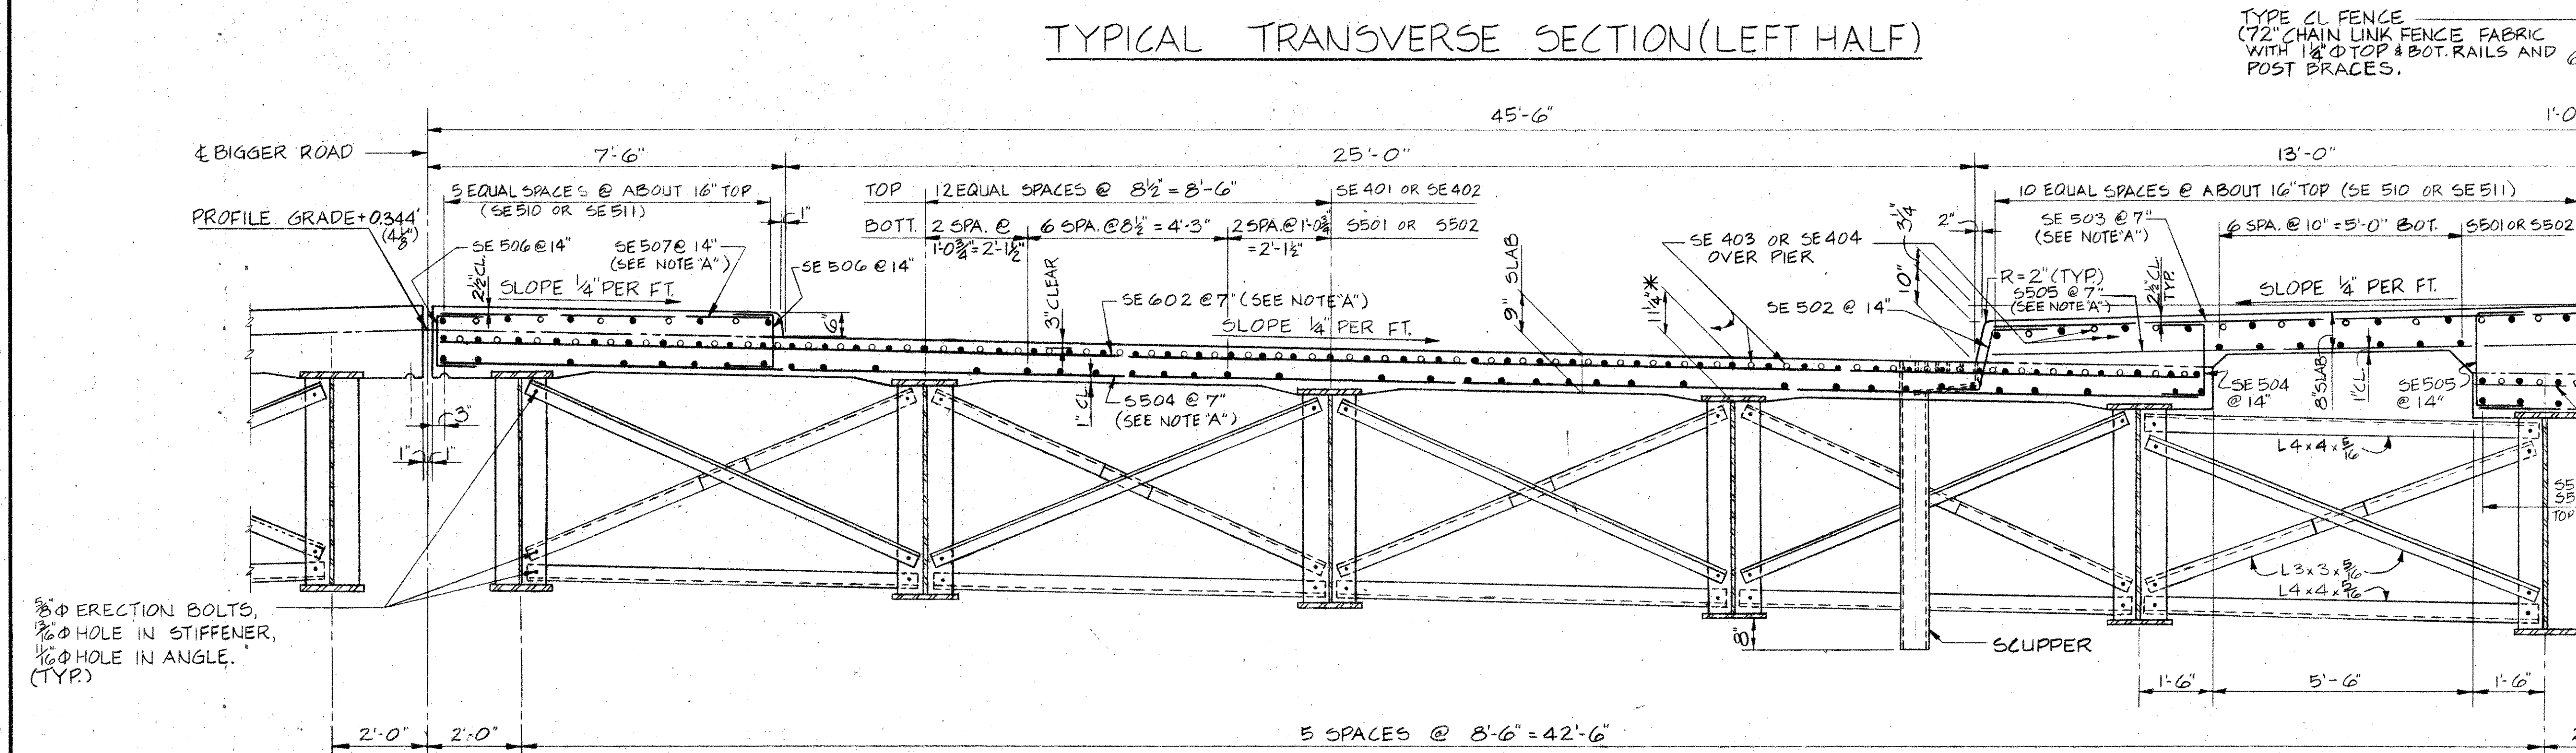 TYPICAL TRANSVERSE SECTION (LEFT HALF)
TYPE CL FENCE
(72" CHAIN LINK FENCE FABRIC
WITH 1¼" Φ TOP & BOT. RAILS AND
POST BRACES.
45'-6"
℄ BIGGER ROAD
7'-6"
25'-0"
13'-0"
5 EQUAL SPACES @ ABOUT 16" TOP
(SE 510 OR SE 511)
1"
TOP 12 EQUAL SPACES @ 8½" = 8'-6" SE 401 OR SE 402
BOTT. 2 SPA. @ 6 SPA. @ 8½" = 4'-3" 2 SPA. @ 1'-0¾" S501 OR S502
1'-0¾" = 2'-1½" = 2'-1½"
10 EQUAL SPACES @ ABOUT 16" TOP (SE 510 OR SE 511)
6 SPA. @ 10" = 5'-0" BOT. S501 OR S502
PROFILE GRADE + 0.344'
(4⅛")
SE 506 @ 14"
SE 507 @ 14"
(SEE NOTE "A")
SE 506 @ 14"
2½" CL.
SLOPE ¼" PER FT.
6"
3" CLEAR
SE 602 @ 7" (SEE NOTE "A")
SLOPE ¼" PER FT.
9" SLAB
11¼" *
SE 403 OR SE 404
OVER PIER
3¼"
10"
2"
SE 503 @ 7"
(SEE NOTE "A")
R = 2" (TYP.)
S505 @ 7"
(SEE NOTE "A")
SE 502 @ 14"
2½" CL.
TYP.
SLOPE ¼" PER FT.
1" CL.
S504 @ 7"
(SEE NOTE "A")
SE 504
@ 14"
8" SLAB
1" CL.
SE 505
@ 14"
3"
1" 1"
L 4 x 4 x 5/16
L 3 x 3 x 5/16
L 4 x 4 x 5/16
TOP
⅝" Φ ERECTION BOLTS,
13/16" Φ HOLE IN STIFFENER,
11/16" Φ HOLE IN ANGLE.
(TYP.)
8"
SCUPPER
1'-6" 5'-6" 1'-6"
2'-0" 2'-0"
5 SPACES @ 8'-6" = 42'-6"